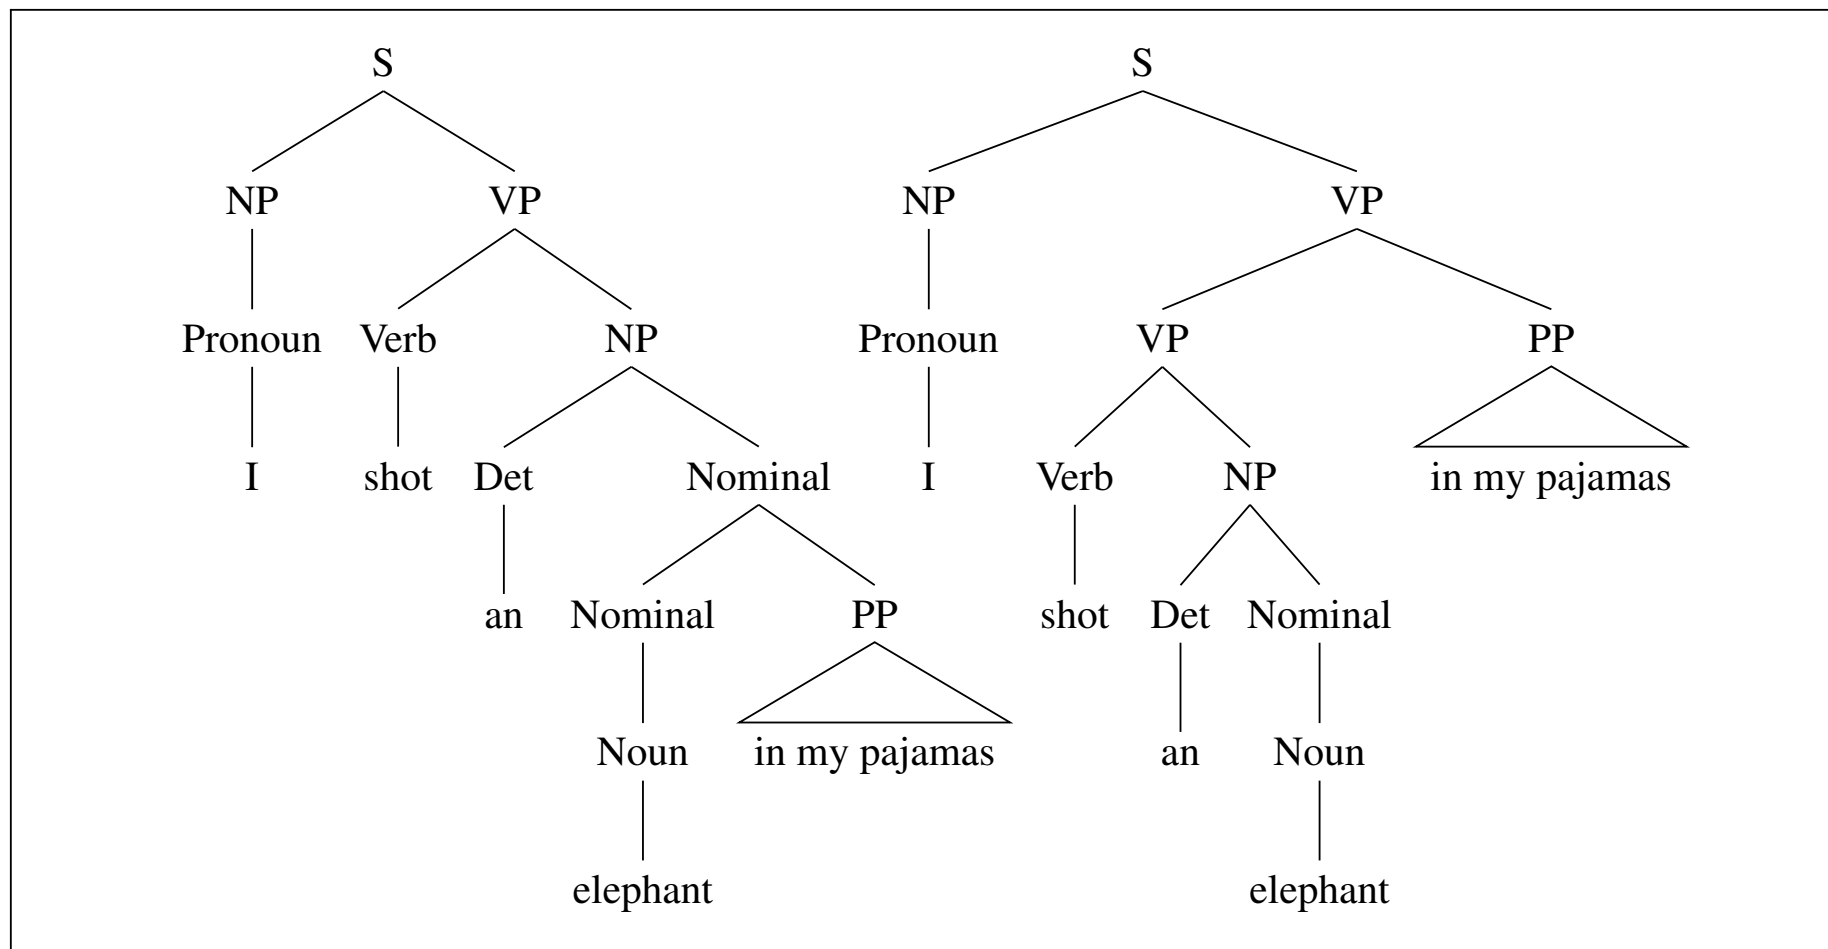 S S
NP VP NP VP
Pronoun Verb NP Pronoun VP PP
I shot Det Nominal I Verb NP in my pajamas
an Nominal PP shot Det Nominal
Noun in my pajamas an Noun
elephant elephant